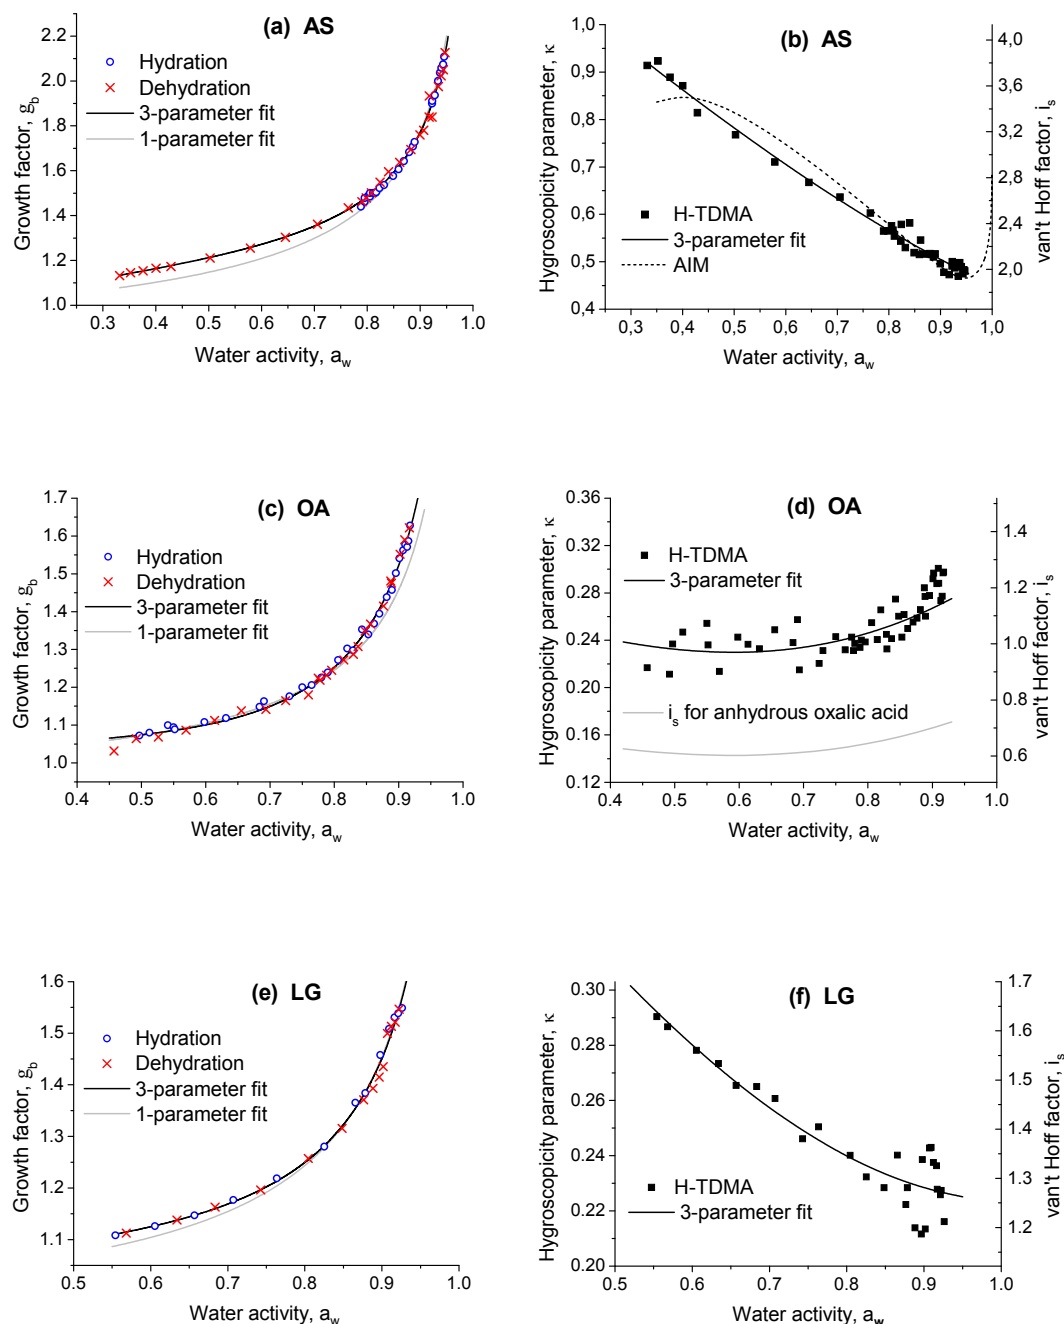 (a) AS
Growth factor, g_b
2.2
2.0
1.8
1.6
1.4
1.2
1.0
Hydration
Dehydration
3-parameter fit
1-parameter fit
0.3 0.4 0.5 0.6 0.7 0.8 0.9 1.0
Water activity, a_w
(b) AS
Hygroscopicity parameter, κ
1,0
0,9
0,8
0,7
0,6
0,5
0,4
H-TDMA
3-parameter fit
AIM
4,0
3,6
3,2
2,8
2,4
2,0
van't Hoff factor, i_s
0,3 0,4 0,5 0,6 0,7 0,8 0,9 1,0
Water activity, a_w
(c) OA
Growth factor, g_b
1.7
1.6
1.5
1.4
1.3
1.2
1.1
1.0
Hydration
Dehydration
3-parameter fit
1-parameter fit
0.4 0.5 0.6 0.7 0.8 0.9 1.0
Water activity, a_w
(d) OA
Hygroscopicity parameter, κ
0.36
0.32
0.28
0.24
0.20
0.16
0.12
H-TDMA
3-parameter fit
i_s for anhydrous oxalic acid
1.4
1.2
1.0
0.8
0.6
van't Hoff factor, i_s
0.4 0.5 0.6 0.7 0.8 0.9 1.0
Water activity, a_w
(e) LG
Growth factor, g_b
1.6
1.5
1.4
1.3
1.2
1.1
Hydration
Dehydration
3-parameter fit
1-parameter fit
0.5 0.6 0.7 0.8 0.9 1.0
Water activity, a_w
(f) LG
Hygroscopicity parameter, κ
0.30
0.28
0.26
0.24
0.22
0.20
H-TDMA
3-parameter fit
1.7
1.6
1.5
1.4
1.3
1.2
van't Hoff factor, i_s
0.5 0.6 0.7 0.8 0.9 1.0
Water activity, a_w